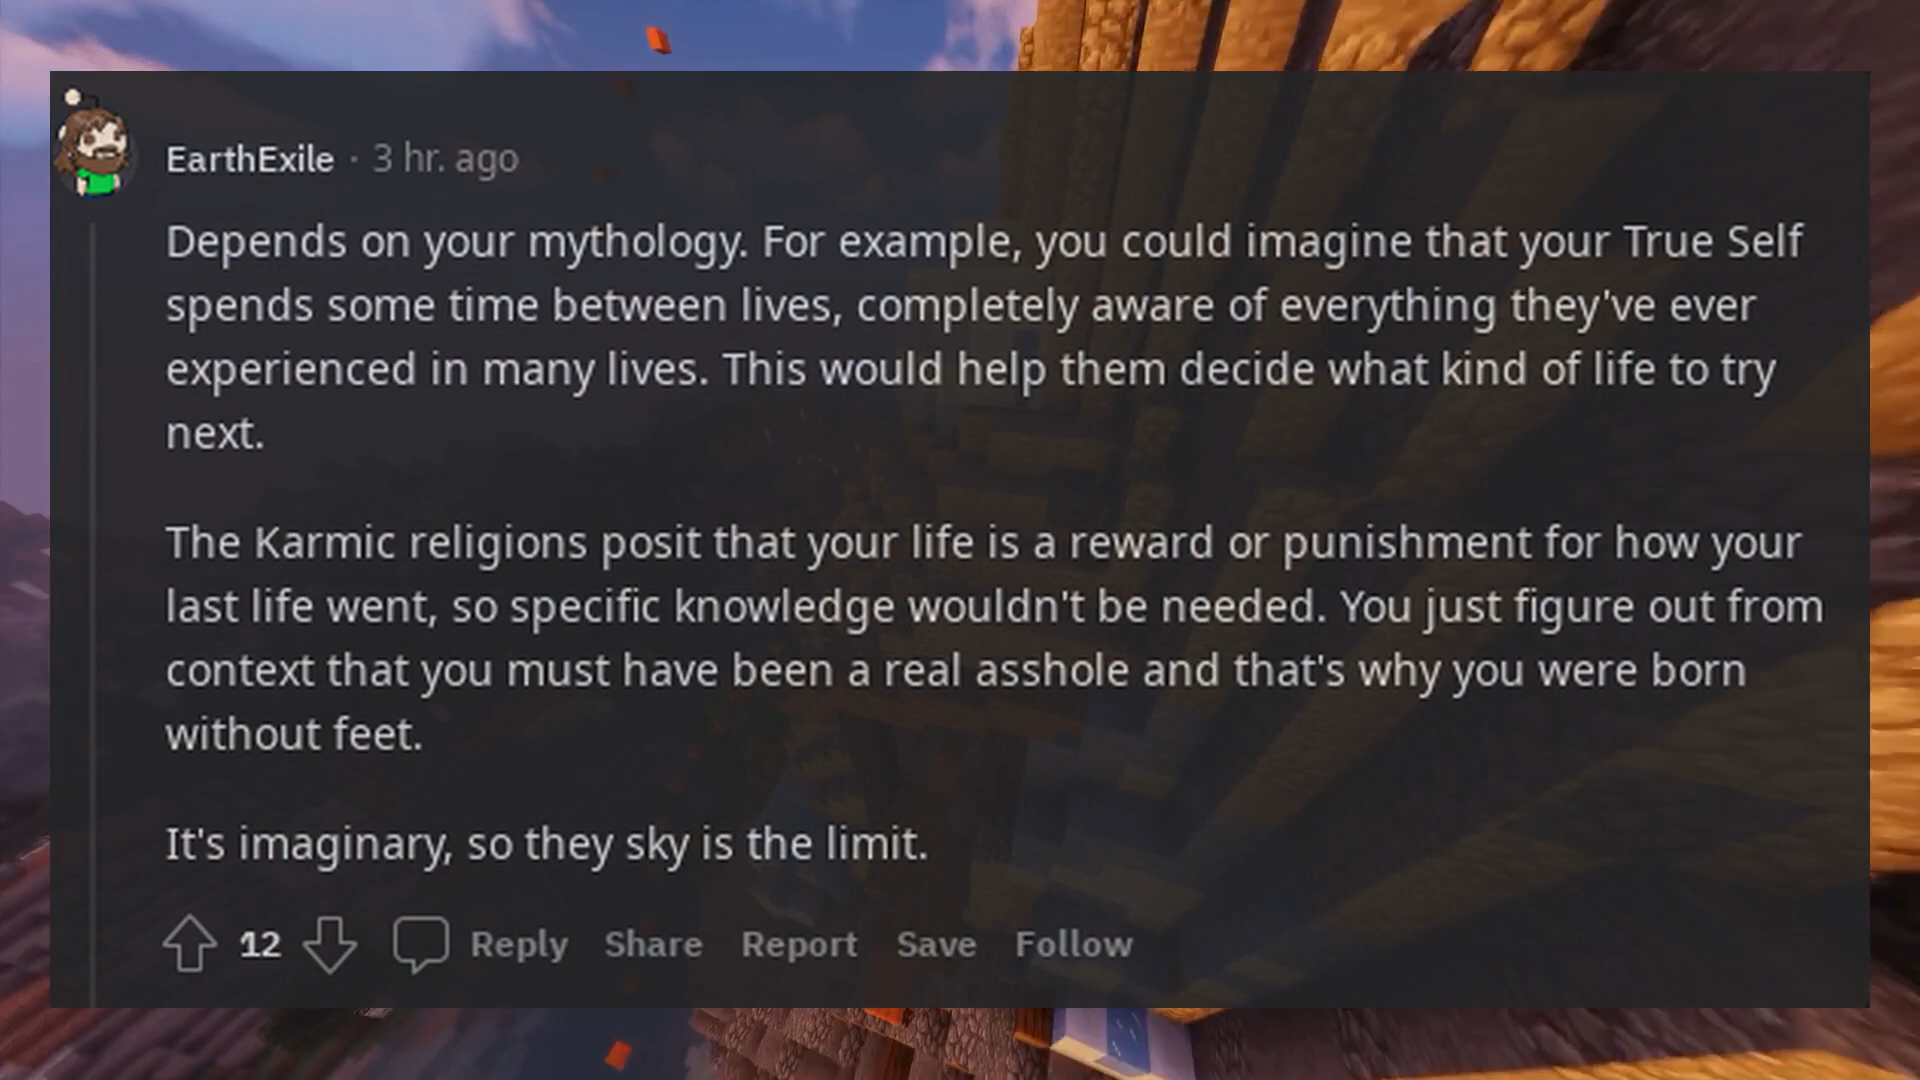 EarthExile · 3 hr. ago
Depends on your mythology. For example, you could imagine that your True Self
spends some time between lives, completely aware of everything they've ever
experienced in many lives. This would help them decide what kind of life to try
next.
The Karmic religions posit that your life is a reward or punishment for how your
last life went, so specific knowledge wouldn't be needed. You just figure out from
context that you must have been a real asshole and that's why you were born
without feet.
It's imaginary, so they sky is the limit.
12 Reply Share Report Save Follow